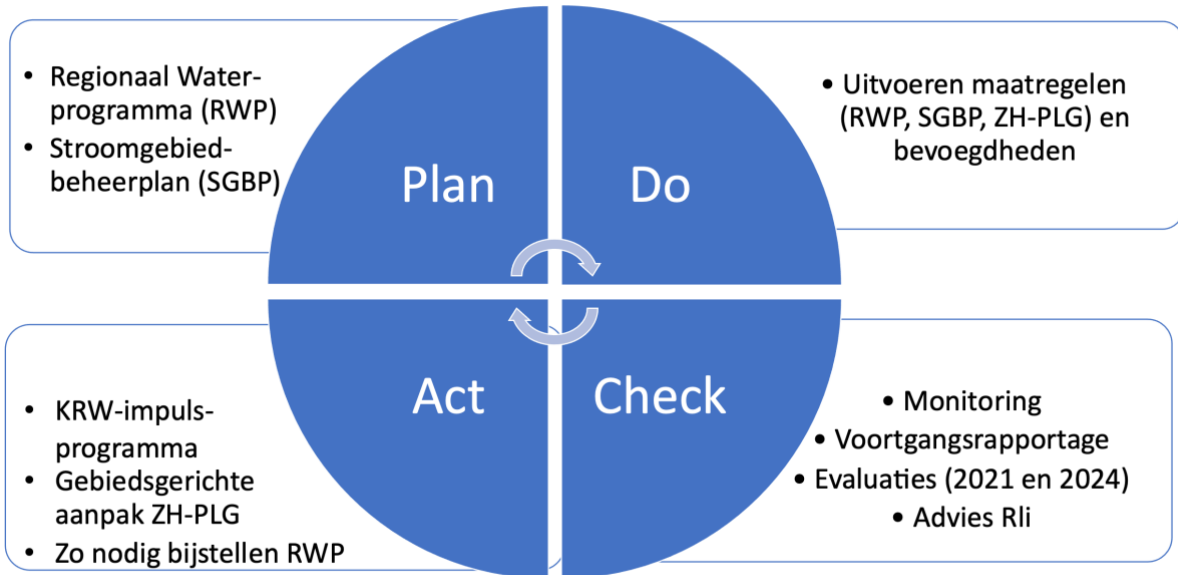 • Regionaal Water-
programma (RWP)
• Stroomgebied-
beheerplan (SGBP)
Plan
Do
• Uitvoeren maatregelen
(RWP, SGBP, ZH-PLG) en
bevoegdheden
• KRW-impuls-
programma
• Gebiedsgerichte
aanpak ZH-PLG
• Zo nodig bijstellen RWP
Act
Check
• Monitoring
• Voortgangsrapportage
• Evaluaties (2021 en 2024)
• Advies Rli